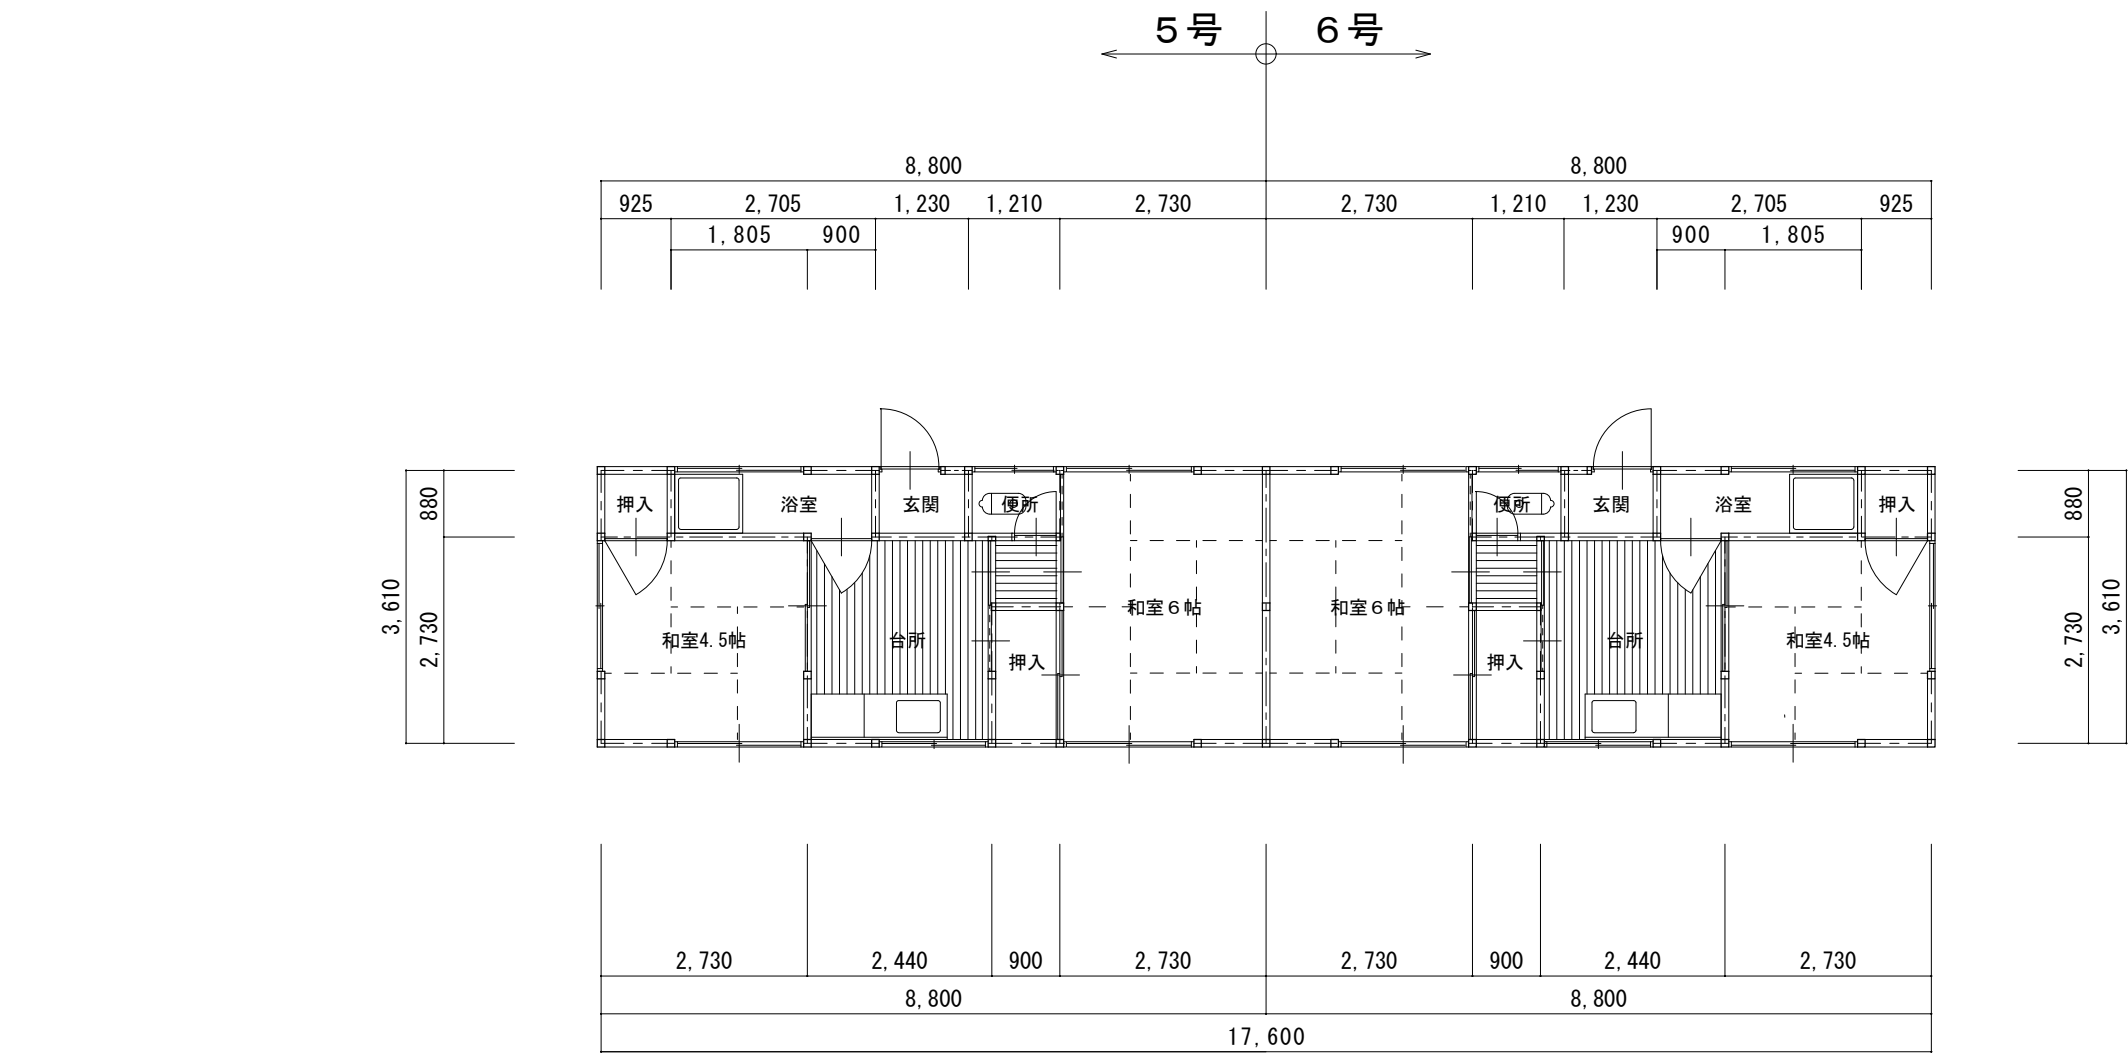 ５号 ６号
8,800 8,800
925 2,705 1,230 1,210 2,730 2,730 1,210 1,230 2,705 925
1,805 900 900 1,805
3,610 880 2,730
押入 浴室 玄関 便所 便所 玄関 浴室 押入
和室６帖 和室６帖
和室4.5帖 台所 台所 和室4.5帖
押入 押入
880 2,730 3,610
2,730 2,440 900 2,730 2,730 900 2,440 2,730
8,800 8,800
17,600